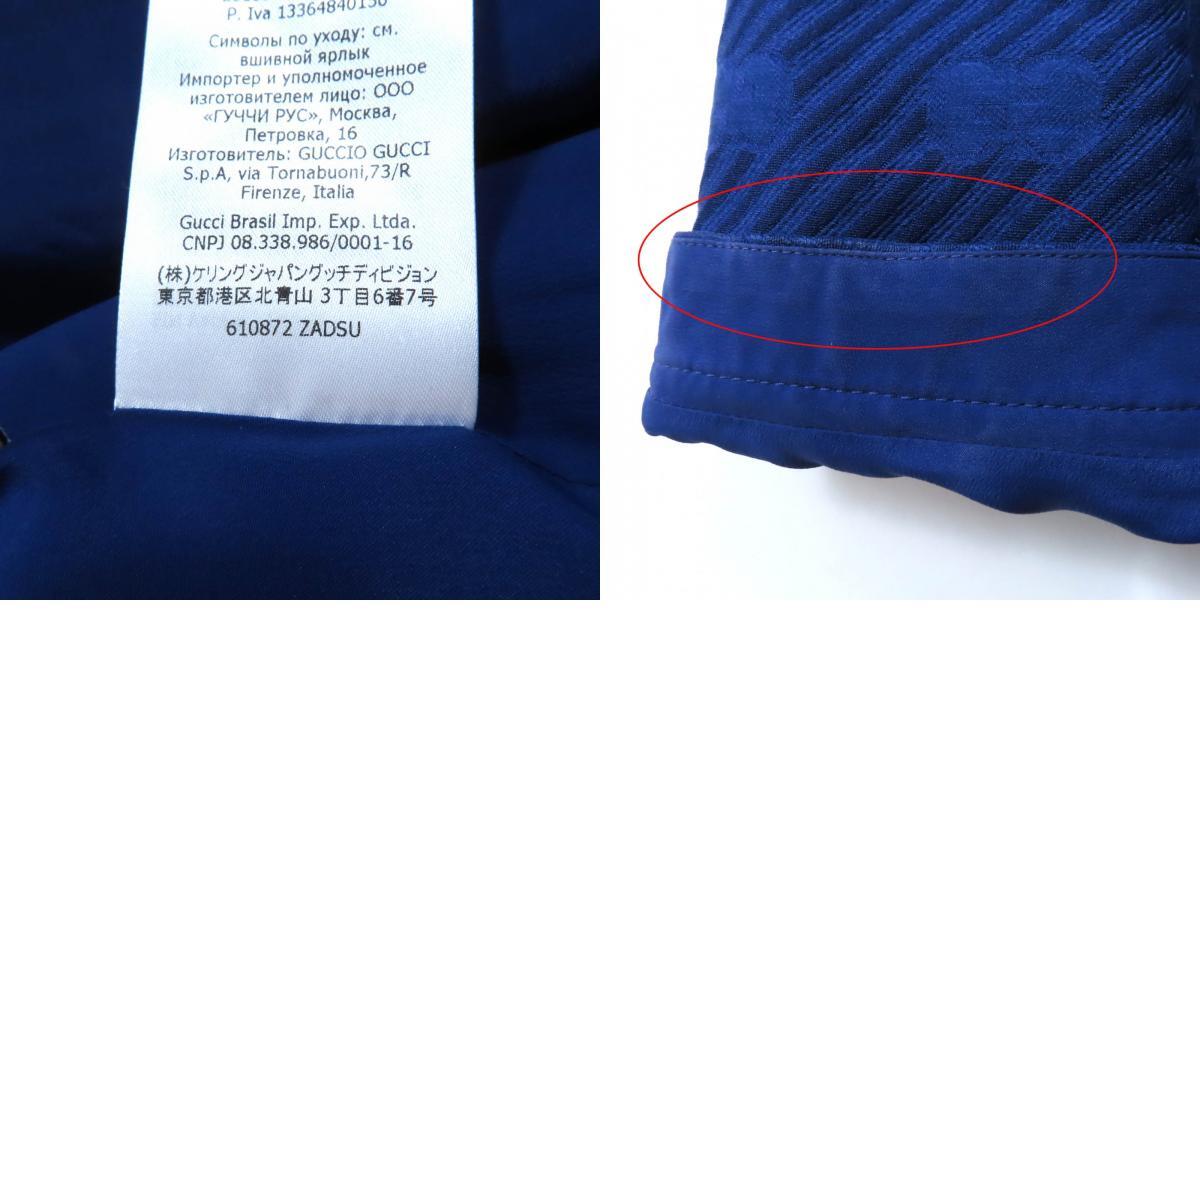 P. Iva 13364840150
Символы по уходу: см.
вшивной ярлык
Импортер и уполномоченное
изготовителем лицо: ООО
«ГУЧЧИ РУС», Москва,
Петровка, 16
Изготовитель: GUCCIO GUCCI
S.p.A, via Tornabuoni,73/R
Firenze, Italia
Gucci Brasil Imp. Exp. Ltda.
CNPJ 08.338.986/0001-16
(株)ケリングジャパングッチディビジョン
東京都港区北青山 3丁目6番7号
610872 ZADSU